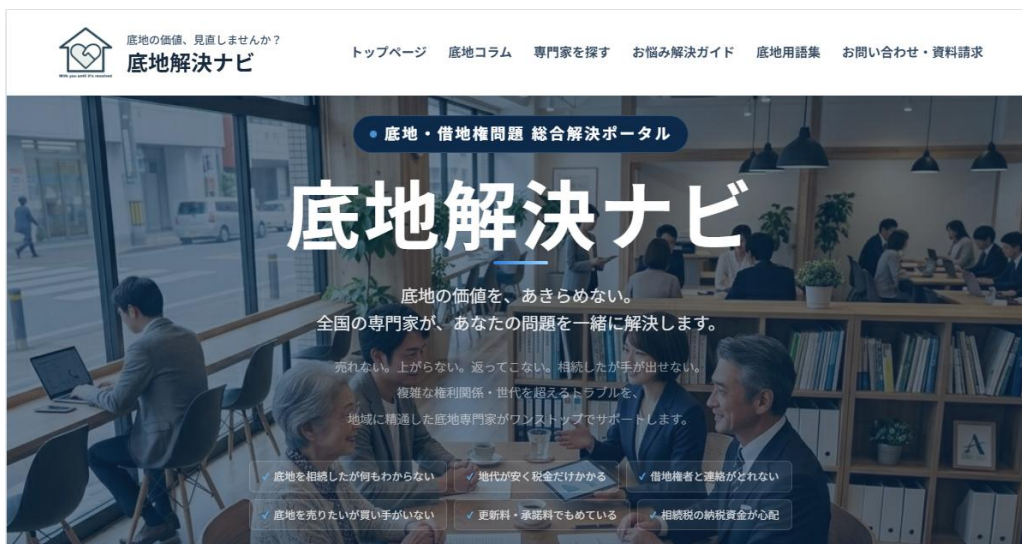 底地の価値、見直しませんか？
底地解決ナビ
With you until it's resolved
トップページ 底地コラム 専門家を探す お悩み解決ガイド 底地用語集 お問い合わせ・資料請求
底地・借地権問題 総合解決ポータル
底地解決ナビ
底地の価値を、あきらめない。
全国の専門家が、あなたの問題を一緒に解決します。
売れない。上がらない。返ってこない。相続したが手が出せない。
複雑な権利関係・世代を超えるトラブルを、
地域に精通した底地専門家がワンストップでサポートします。
✓ 底地を相続したが何もわからない ✓ 地代が安く税金だけかかる ✓ 借地権者と連絡がとれない
✓ 底地を売りたいが買い手がいない ✓ 更新料・承諾料でもめている ✓ 相続税の納税資金が心配
A